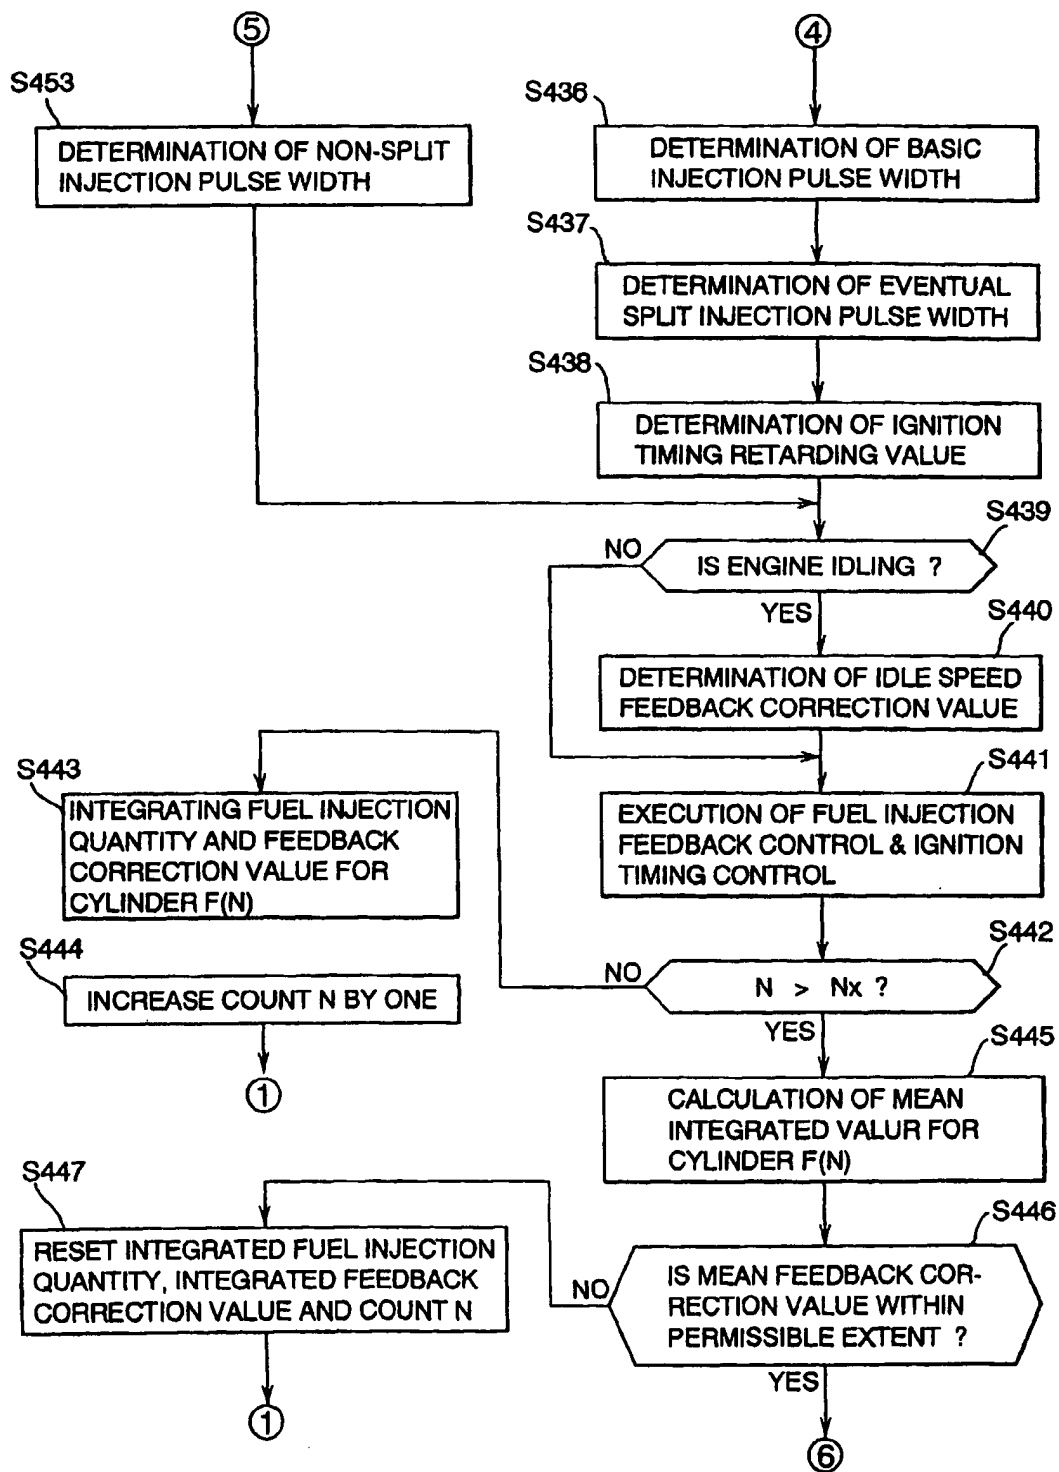 ⑤
④
S453
DETERMINATION OF NON-SPLIT
INJECTION PULSE WIDTH
S436
DETERMINATION OF BASIC
INJECTION PULSE WIDTH
S437
DETERMINATION OF EVENTUAL
SPLIT INJECTION PULSE WIDTH
S438
DETERMINATION OF IGNITION
TIMING RETARDING VALUE
S439
IS ENGINE IDLING ?
NO
YES
S440
DETERMINATION OF IDLE SPEED
FEEDBACK CORRECTION VALUE
S441
EXECUTION OF FUEL INJECTION
FEEDBACK CONTROL & IGNITION
TIMING CONTROL
S442
N > Nx ?
NO
YES
S443
INTEGRATING FUEL INJECTION
QUANTITY AND FEEDBACK
CORRECTION VALUE FOR
CYLINDER F(N)
S444
INCREASE COUNT N BY ONE
①
S445
CALCULATION OF MEAN
INTEGRATED VALUR FOR
CYLINDER F(N)
S446
IS MEAN FEEDBACK COR-
RECTION VALUE WITHIN
PERMISSIBLE EXTENT ?
NO
YES
S447
RESET INTEGRATED FUEL INJECTION
QUANTITY, INTEGRATED FEEDBACK
CORRECTION VALUE AND COUNT N
①
⑥